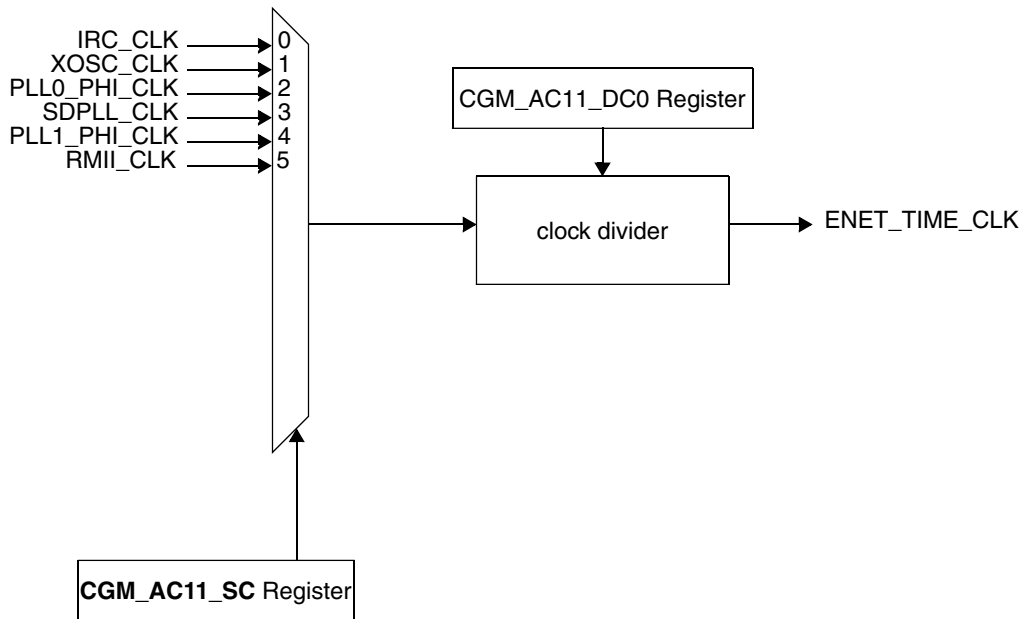 IRC_CLK 0
XOSC_CLK 1
PLL0_PHI_CLK 2
SDPLL_CLK 3
PLL1_PHI_CLK 4
RMII_CLK 5
CGM_AC11_DC0 Register
clock divider
ENET_TIME_CLK
CGM_AC11_SC Register